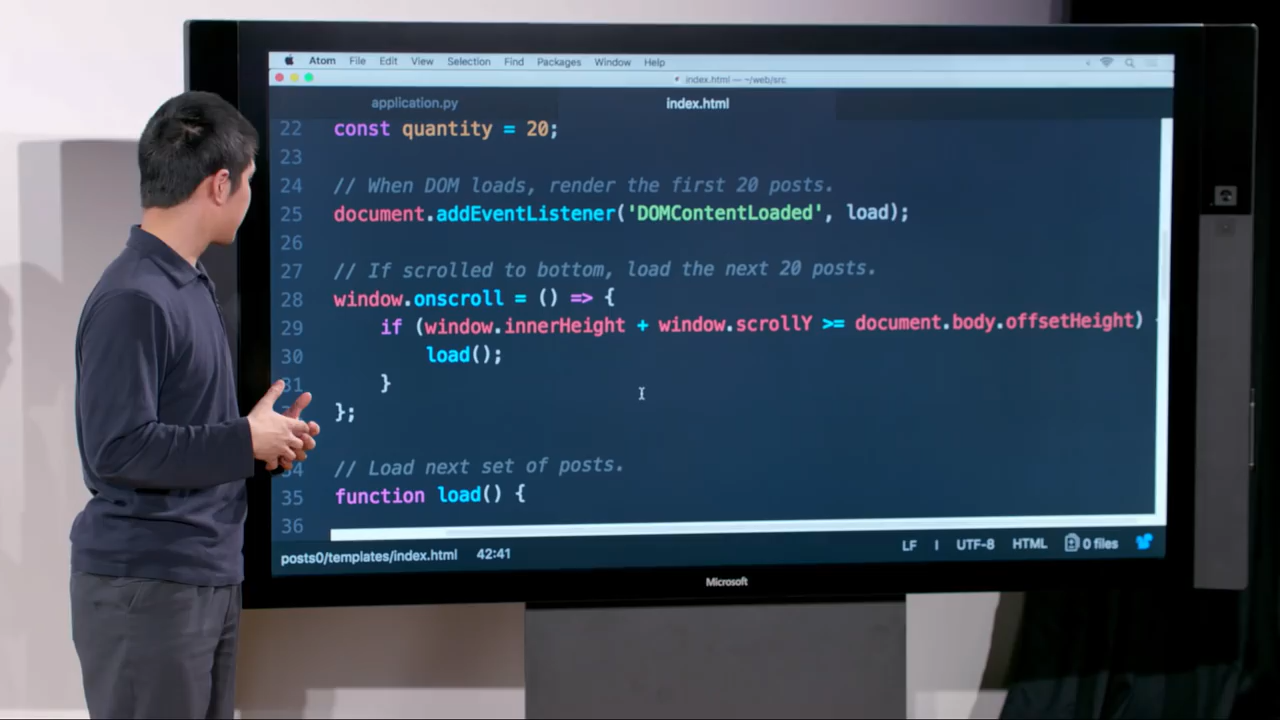 Atom File Edit View Selection Find Packages Window Help
index.html — ~/web/src
application.py index.html
22 const quantity = 20;
23
24 // When DOM loads, render the first 20 posts.
25 document.addEventListener('DOMContentLoaded', load);
26
27 // If scrolled to bottom, load the next 20 posts.
28 window.onscroll = () => {
29 if (window.innerHeight + window.scrollY >= document.body.offsetHeight)
30 load();
31 }
};
34 // Load next set of posts.
35 function load() {
36
posts0/templates/index.html 42:41 LF UTF-8 HTML 0 files
Microsoft